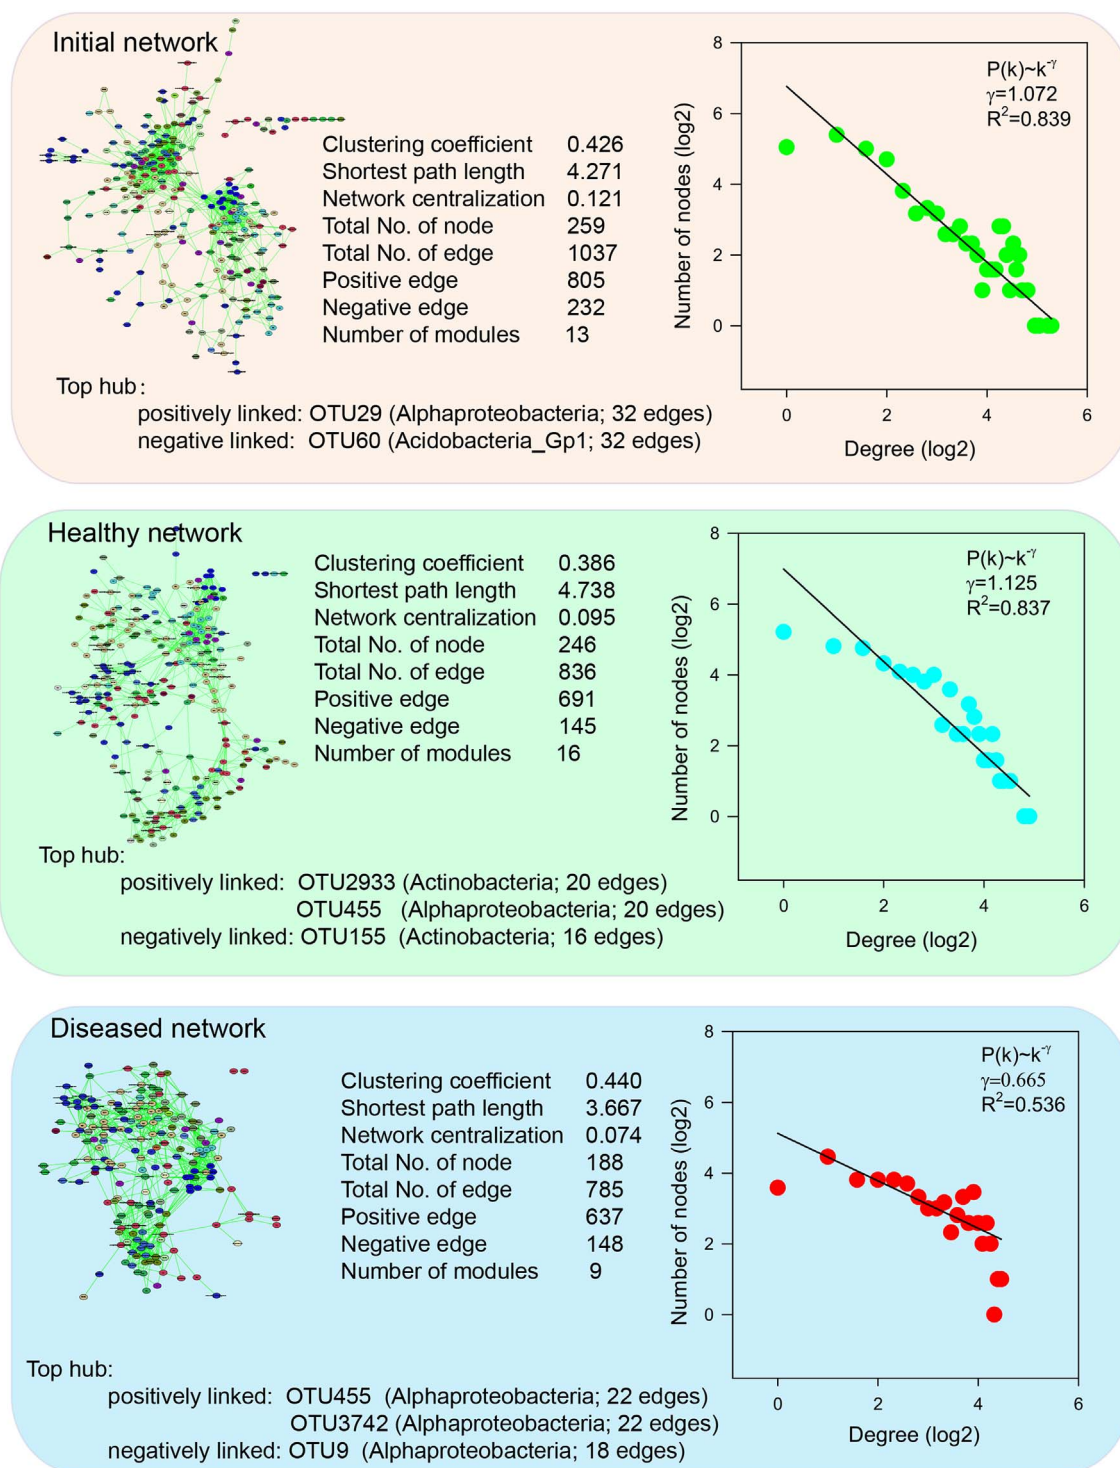 Initial network
Clustering coefficient 0.426
Shortest path length 4.271
Network centralization 0.121
Total No. of node 259
Total No. of edge 1037
Positive edge 805
Negative edge 232
Number of modules 13
Top hub:
positively linked: OTU29 (Alphaproteobacteria; 32 edges)
negative linked: OTU60 (Acidobacteria_Gp1; 32 edges)
P(k)~k^-γ
γ=1.072
R²=0.839
Number of nodes (log2)
8
6
4
2
0
0 2 4 6
Degree (log2)
Healthy network
Clustering coefficient 0.386
Shortest path length 4.738
Network centralization 0.095
Total No. of node 246
Total No. of edge 836
Positive edge 691
Negative edge 145
Number of modules 16
Top hub:
positively linked: OTU2933 (Actinobacteria; 20 edges)
OTU455 (Alphaproteobacteria; 20 edges)
negatively linked: OTU155 (Actinobacteria; 16 edges)
P(k)~k^-γ
γ=1.125
R²=0.837
Number of nodes (log2)
8
6
4
2
0
0 2 4 6
Degree (log2)
Diseased network
Clustering coefficient 0.440
Shortest path length 3.667
Network centralization 0.074
Total No. of node 188
Total No. of edge 785
Positive edge 637
Negative edge 148
Number of modules 9
Top hub:
positively linked: OTU455 (Alphaproteobacteria; 22 edges)
OTU3742 (Alphaproteobacteria; 22 edges)
negatively linked: OTU9 (Alphaproteobacteria; 18 edges)
P(k)~k^-γ
γ=0.665
R²=0.536
Number of nodes (log2)
8
6
4
2
0
0 2 4 6
Degree (log2)